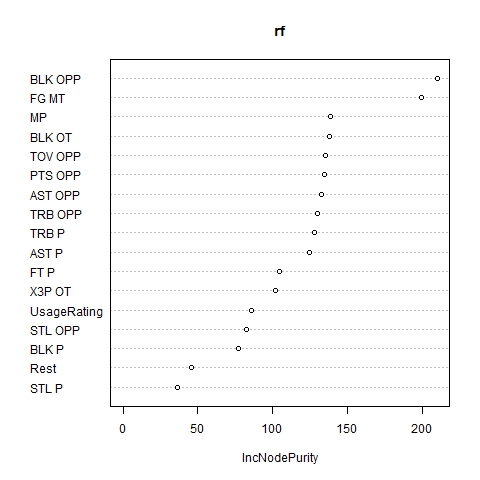 rf
BLK OPP
FG MT
MP
BLK OT
TOV OPP
PTS OPP
AST OPP
TRB OPP
TRB P
AST P
FT P
X3P OT
UsageRating
STL OPP
BLK P
Rest
STL P
0 50 100 150 200
IncNodePurity